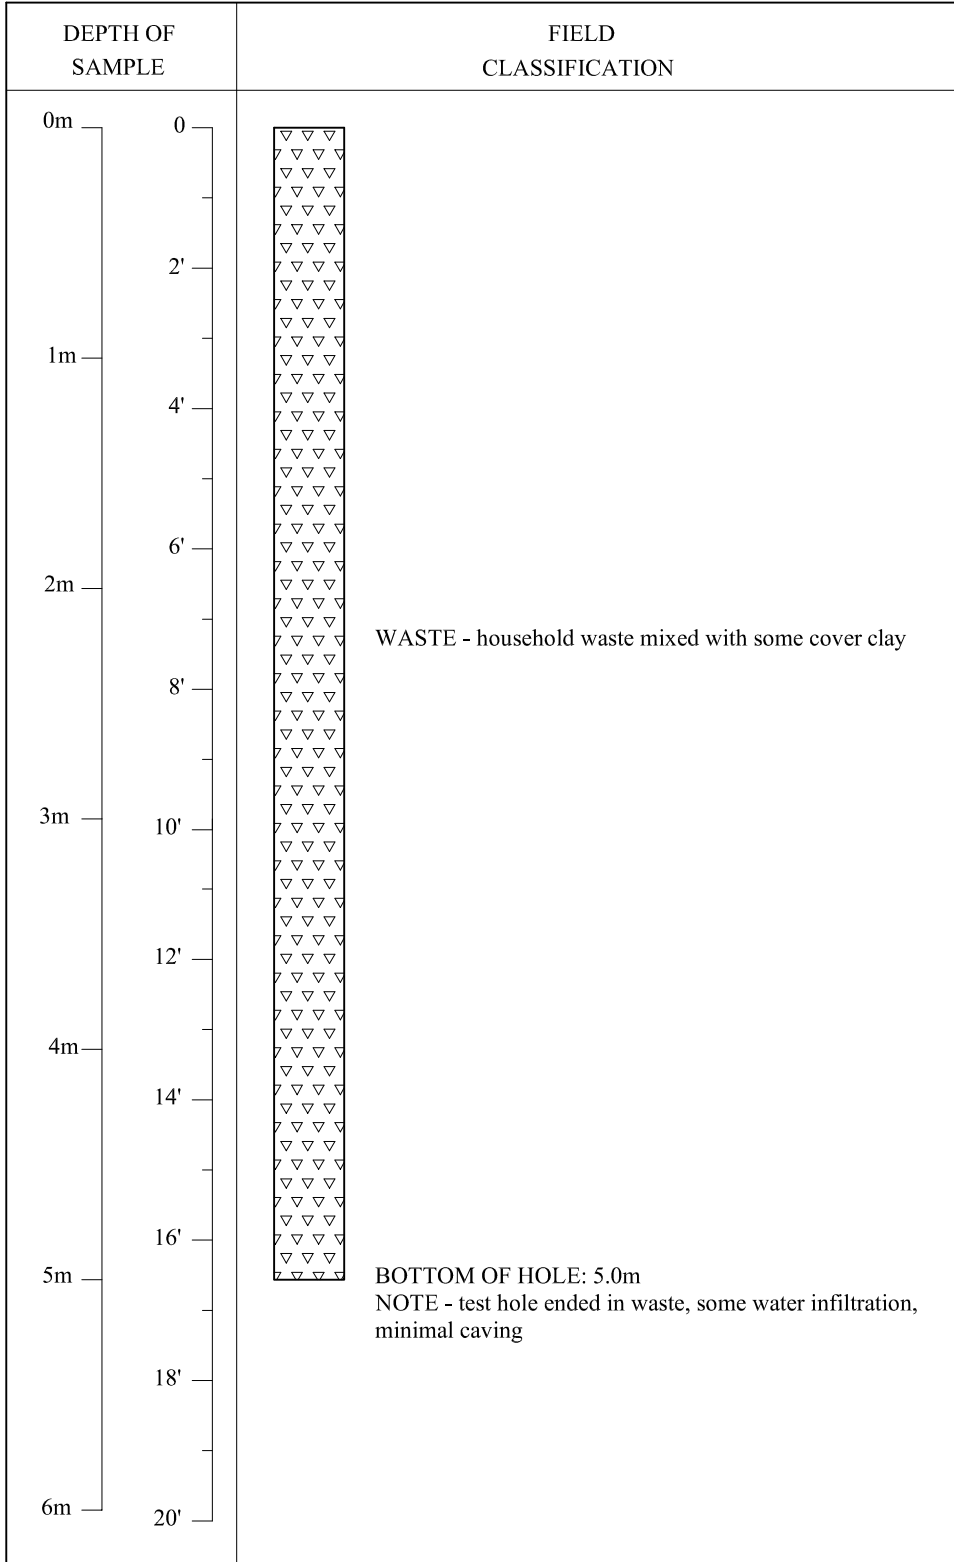 DEPTH OF
SAMPLE
FIELD
CLASSIFICATION
0m
0
2'
1m
4'
6'
2m
WASTE - household waste mixed with some cover clay
8'
3m
10'
12'
4m
14'
16'
5m
BOTTOM OF HOLE: 5.0m
NOTE - test hole ended in waste, some water infiltration,
minimal caving
18'
6m
20'